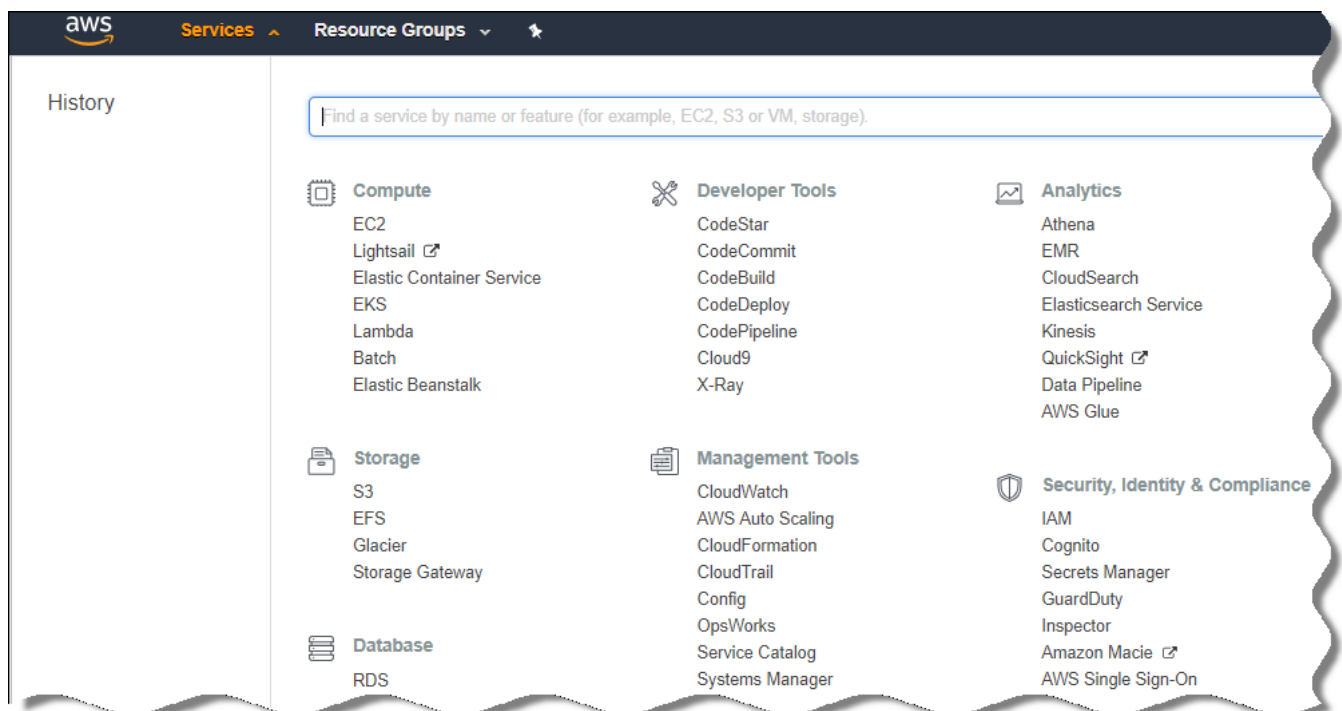 aws Services Resource Groups
History
Find a service by name or feature (for example, EC2, S3 or VM, storage).
Compute
EC2
Lightsail
Elastic Container Service
EKS
Lambda
Batch
Elastic Beanstalk
Storage
S3
EFS
Glacier
Storage Gateway
Database
RDS
Developer Tools
CodeStar
CodeCommit
CodeBuild
CodeDeploy
CodePipeline
Cloud9
X-Ray
Management Tools
CloudWatch
AWS Auto Scaling
CloudFormation
CloudTrail
Config
OpsWorks
Service Catalog
Systems Manager
Analytics
Athena
EMR
CloudSearch
Elasticsearch Service
Kinesis
QuickSight
Data Pipeline
AWS Glue
Security, Identity & Compliance
IAM
Cognito
Secrets Manager
GuardDuty
Inspector
Amazon Macie
AWS Single Sign-On